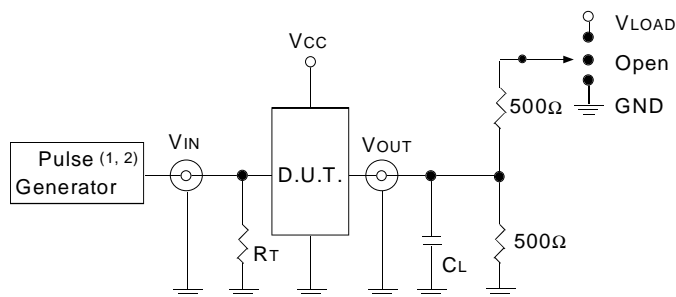 VLOAD
VCC
Open
500Ω
GND
VIN
VOUT
Pulse (1, 2)
Generator
D.U.T.
RT
CL
500Ω